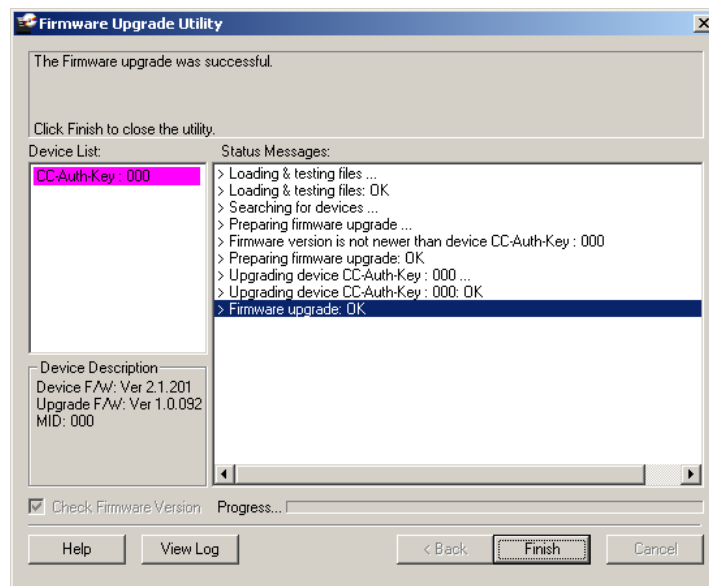 Firmware Upgrade Utility
The Firmware upgrade was successful.
Click Finish to close the utility.
Device List:
CC-Auth-Key : 000
Status Messages:
> Loading & testing files ...
> Loading & testing files: OK
> Searching for devices ...
> Preparing firmware upgrade ...
> Firmware version is not newer than device CC-Auth-Key : 000
> Preparing firmware upgrade: OK
> Upgrading device CC-Auth-Key : 000 ...
> Upgrading device CC-Auth-Key : 000: OK
> Firmware upgrade: OK
Device Description
Device F/W: Ver 2.1.201
Upgrade F/W: Ver 1.0.092
MID: 000
Check Firmware Version
Progress...
Help
View Log
< Back
Finish
Cancel